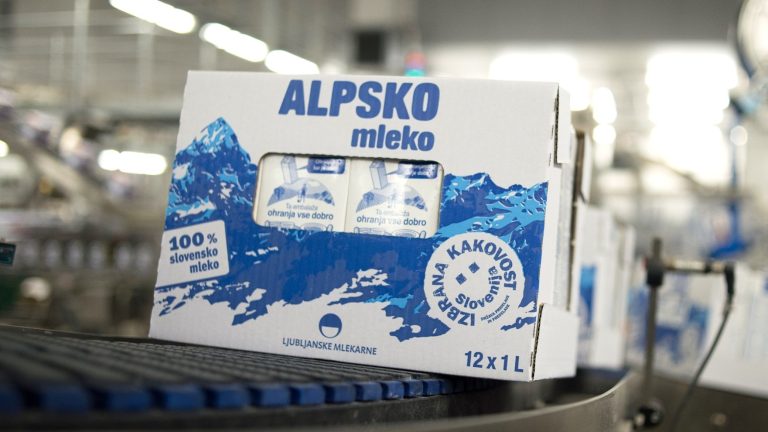 ALPSKO
mleko
Ta embalaža
ohranja vse dobro
Ta embalaža
ohranja vse dobro
100 %
slovensko
mleko
IZBRANA KAKOVOST
Slovenija
LJUBLJANSKE MLEKARNE
12 x 1 L